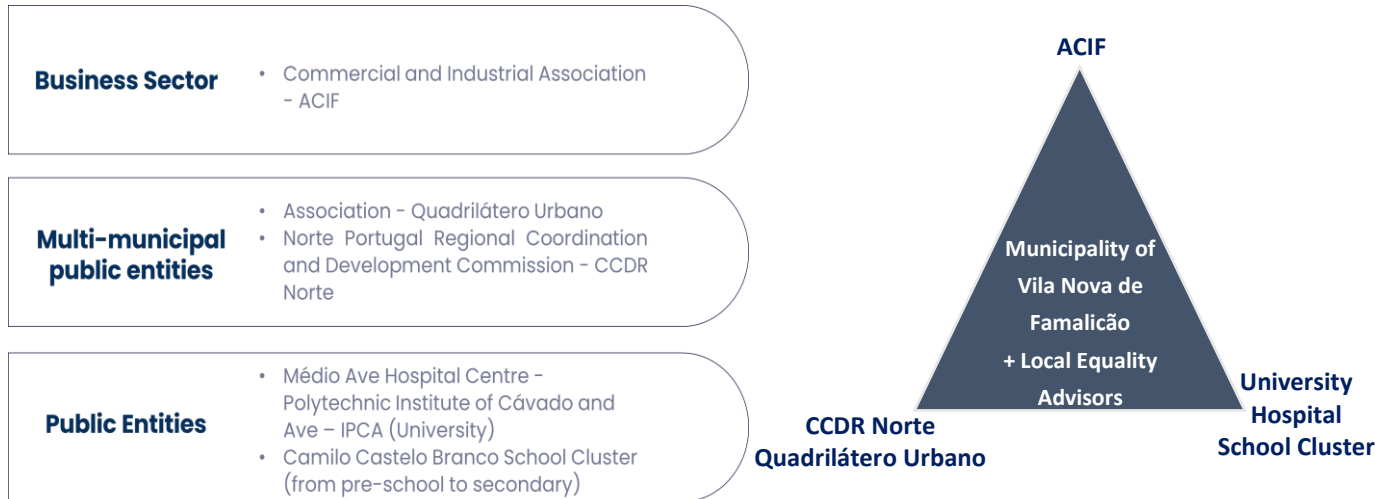 Business Sector
• Commercial and Industrial Association
- ACIF
Multi-municipal
public entities
• Association - Quadrilátero Urbano
• Norte Portugal Regional Coordination
and Development Commission - CCDR
Norte
Public Entities
• Médio Ave Hospital Centre -
Polytechnic Institute of Cávado and
Ave – IPCA (University)
• Camilo Castelo Branco School Cluster
(from pre-school to secondary)
ACIF
Municipality of
Vila Nova de
Famalicão
+ Local Equality
Advisors
CCDR Norte
Quadrilátero Urbano
University
Hospital
School Cluster